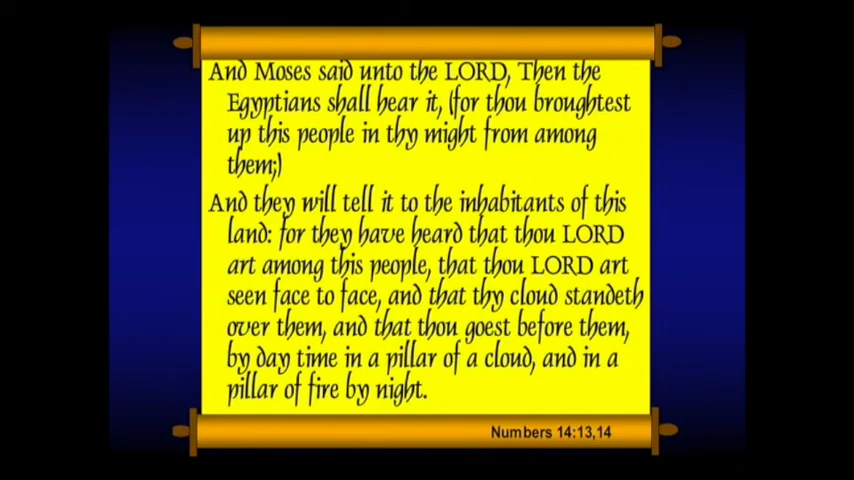 And Moses said unto the LORD, Then the
Egyptians shall hear it, (for thou broughtest
up this people in thy might from among
them;)
And they will tell it to the inhabitants of this
land: for they have heard that thou LORD
art among this people, that thou LORD art
seen face to face, and that thy cloud standeth
over them, and that thou goest before them,
by day time in a pillar of a cloud, and in a
pillar of fire by night.
Numbers 14:13,14